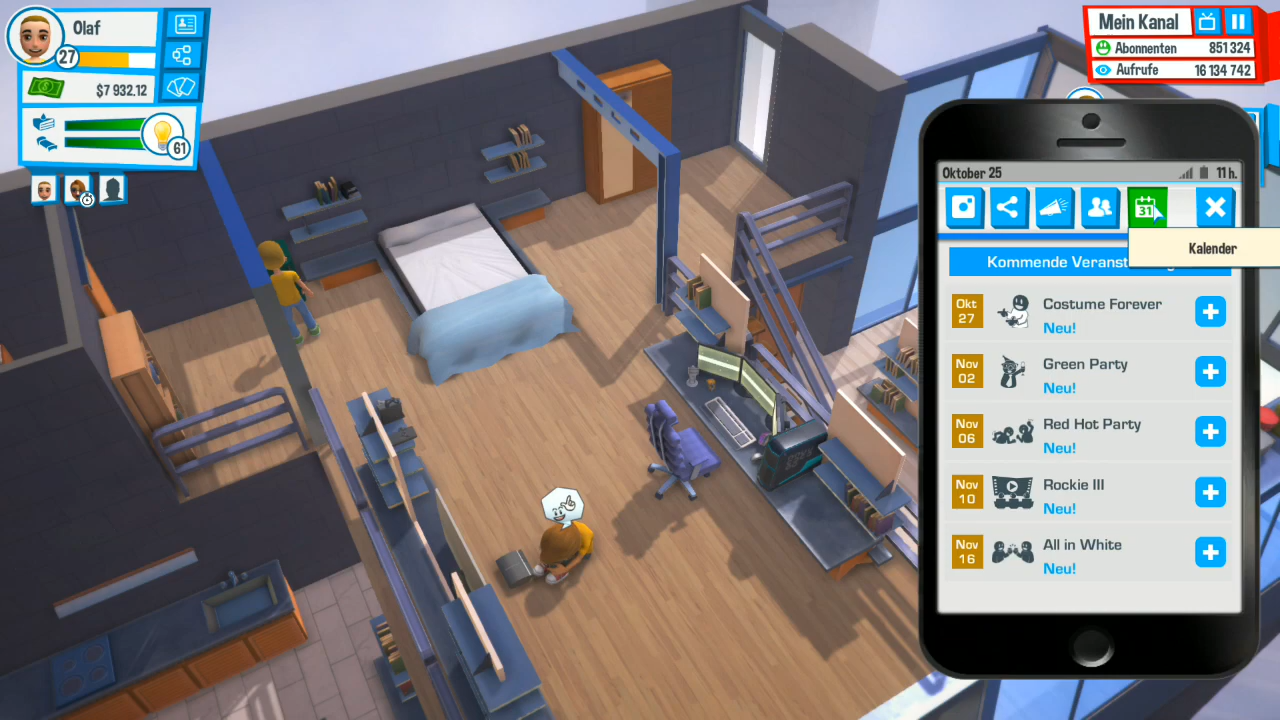 Olaf
27
$7 932.12
61
Mein Kanal
Abonnenten 851 324
Aufrufe 16 134 742
Oktober 25 11 h.
31
Kalender
Kommende Veranst
Okt 27
Costume Forever
Neu!
Nov 02
Green Party
Neu!
Nov 06
Red Hot Party
Neu!
Nov 10
Rockie III
Neu!
Nov 16
All in White
Neu!